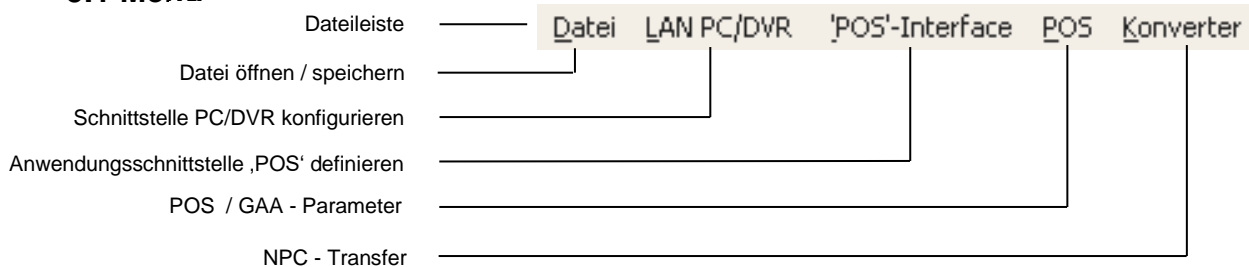 Dateileiste
Datei LAN PC/DVR 'POS'-Interface POS Konverter
Datei öffnen / speichern
Schnittstelle PC/DVR konfigurieren
Anwendungsschnittstelle ‚POS‘ definieren
POS / GAA - Parameter
NPC - Transfer